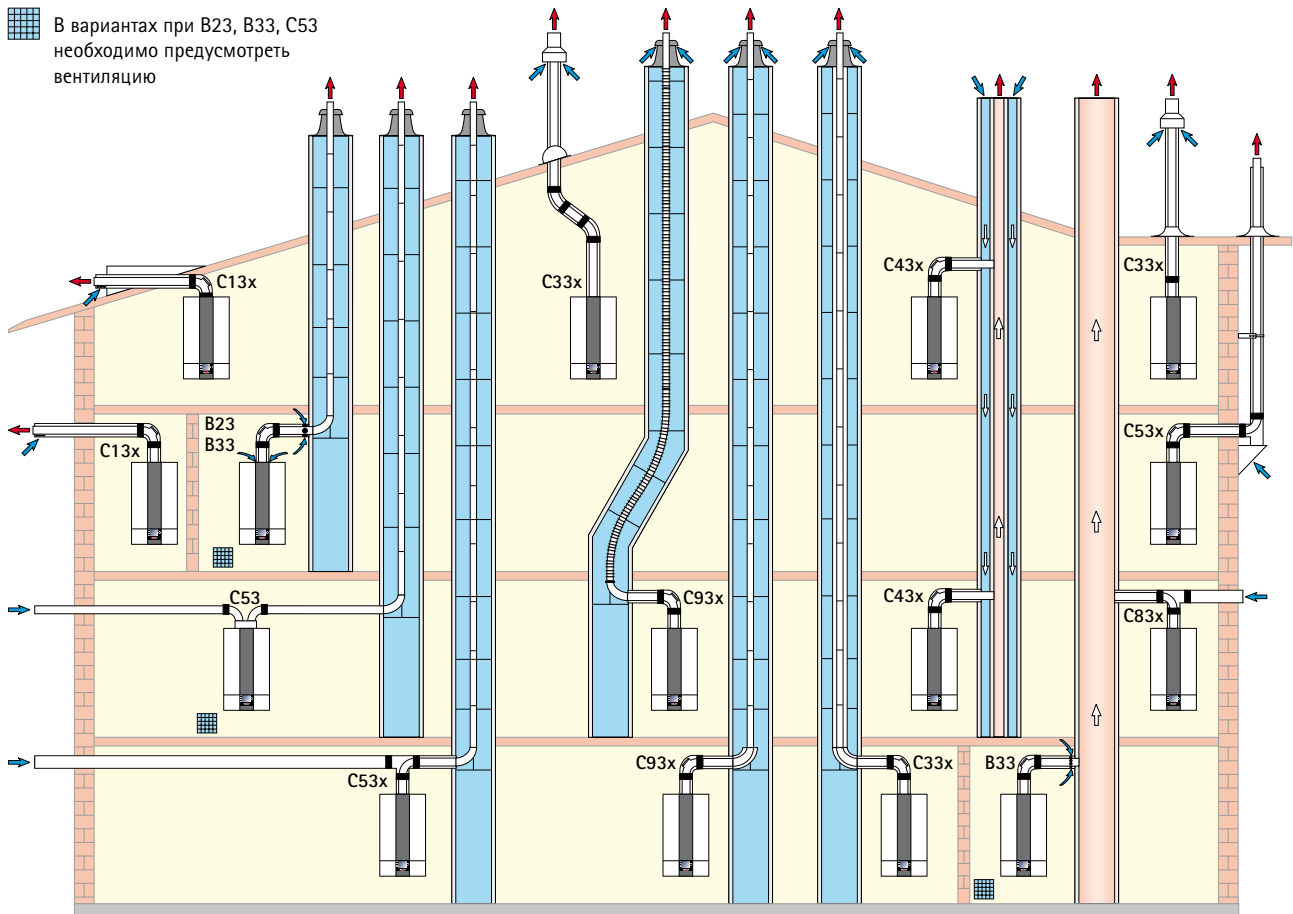 В вариантах при B23, B33, C53
необходимо предусмотреть
вентиляцию
C13x
C33x
C43x
C33x
C13x
B23
B33
C53x
C53
C93x
C43x
C83x
C53x
C93x
C33x
B33